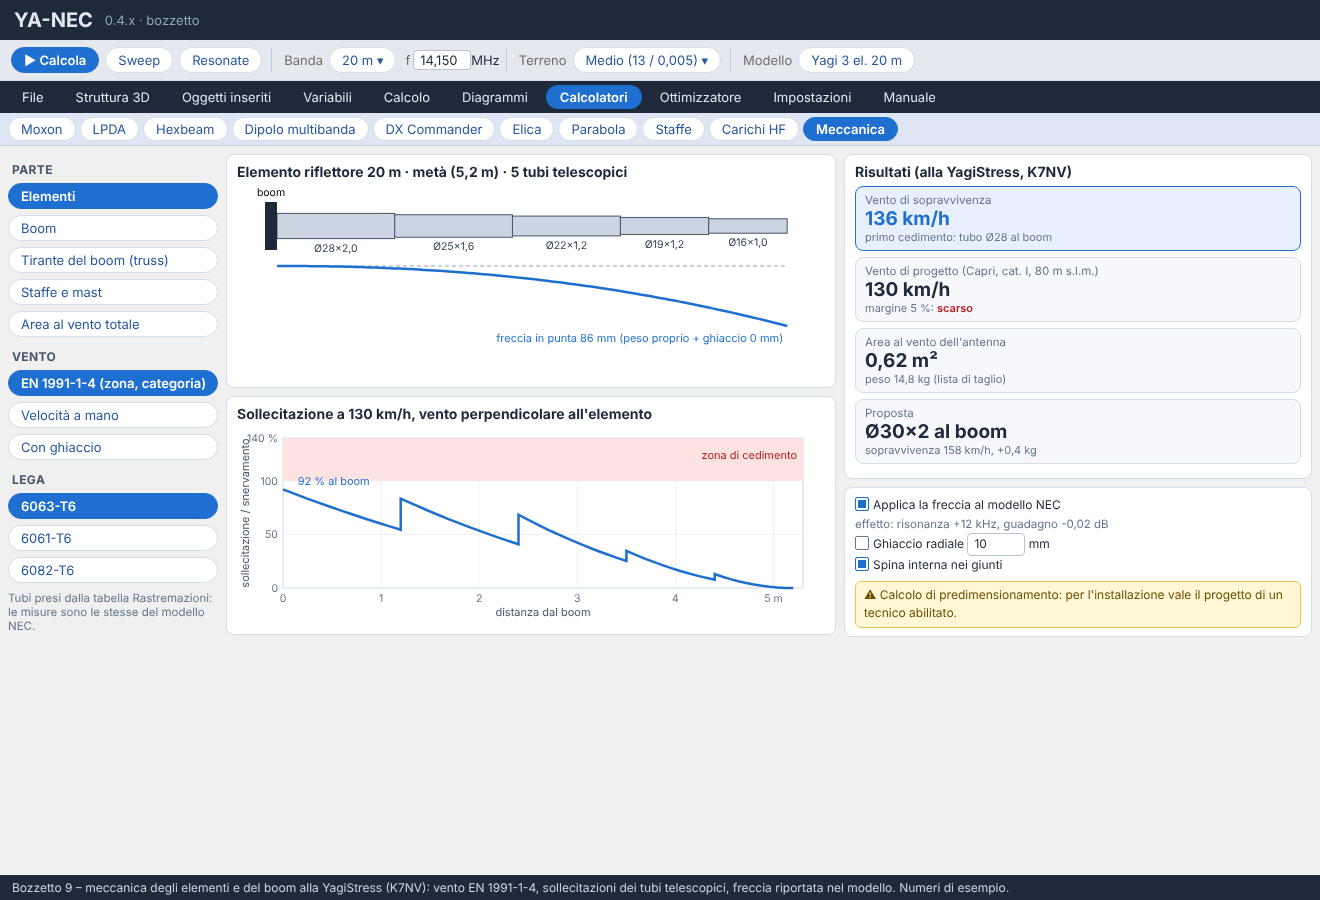 YA-NEC 0.4.x · bozzetto
▶ Calcola Sweep Resonate Banda 20 m ▾ f 14,150 MHz Terreno Medio (13 / 0,005) ▾ Modello Yagi 3 el. 20 m
File Struttura 3D Oggetti inseriti Variabili Calcolo Diagrammi Calcolatori Ottimizzatore Impostazioni Manuale
Moxon LPDA Hexbeam Dipolo multibanda DX Commander Elica Parabola Staffe Carichi HF Meccanica
PARTE
Elementi
Boom
Tirante del boom (truss)
Staffe e mast
Area al vento totale
VENTO
EN 1991-1-4 (zona, categoria)
Velocità a mano
Con ghiaccio
LEGA
6063-T6
6061-T6
6082-T6
Tubi presi dalla tabella Rastremazioni:
le misure sono le stesse del modello
NEC.
Elemento riflettore 20 m · metà (5,2 m) · 5 tubi telescopici
boom
Ø28×2,0 Ø25×1,6 Ø22×1,2 Ø19×1,2 Ø16×1,0
freccia in punta 86 mm (peso proprio + ghiaccio 0 mm)
Sollecitazione a 130 km/h, vento perpendicolare all'elemento
140 %
zona di cedimento
100
92 % al boom
50
0
sollecitazione / snervamento
0 1 2 3 4 5 m
distanza dal boom
Risultati (alla YagiStress, K7NV)
Vento di sopravvivenza
136 km/h
primo cedimento: tubo Ø28 al boom
Vento di progetto (Capri, cat. I, 80 m s.l.m.)
130 km/h
margine 5 %: scarso
Area al vento dell'antenna
0,62 m²
peso 14,8 kg (lista di taglio)
Proposta
Ø30×2 al boom
sopravvivenza 158 km/h, +0,4 kg
Applica la freccia al modello NEC
effetto: risonanza +12 kHz, guadagno -0,02 dB
Ghiaccio radiale 10 mm
Spina interna nei giunti
⚠ Calcolo di predimensionamento: per l'installazione vale il progetto di un
tecnico abilitato.
Bozzetto 9 – meccanica degli elementi e del boom alla YagiStress (K7NV): vento EN 1991-1-4, sollecitazioni dei tubi telescopici, freccia riportata nel modello. Numeri di esempio.